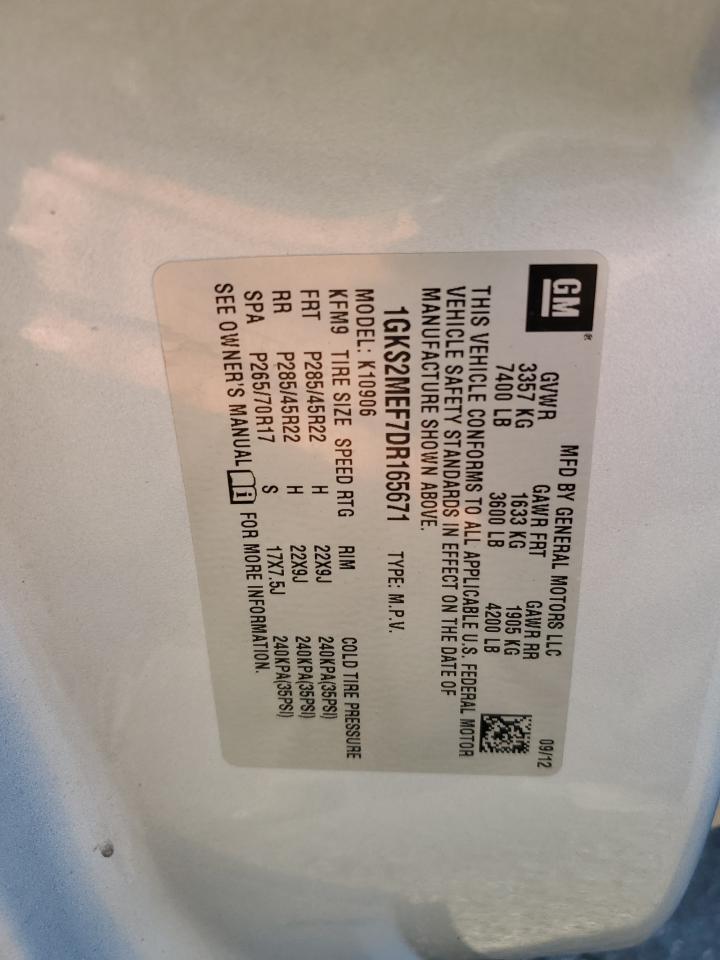 GM®
MFD BY GENERAL MOTORS LLC 09/12
GVWR GAWR FRT GAWR RR
3357 KG 1633 KG 1905 KG
7400 LB 3600 LB 4200 LB
THIS VEHICLE CONFORMS TO ALL APPLICABLE U.S. FEDERAL MOTOR
VEHICLE SAFETY STANDARDS IN EFFECT ON THE DATE OF
MANUFACTURE SHOWN ABOVE.
1GKS2MEF7DR165671 TYPE: M.P.V.
MODEL: K10906
KFM9 TIRE SIZE SPEED RTG RIM COLD TIRE PRESSURE
FRT P285/45R22 H 22X9J 240KPA(35PSI)
RR P285/45R22 H 22X9J 240KPA(35PSI)
SPA P265/70R17 S 17X7.5J 240KPA(35PSI)
SEE OWNER'S MANUAL i FOR MORE INFORMATION.